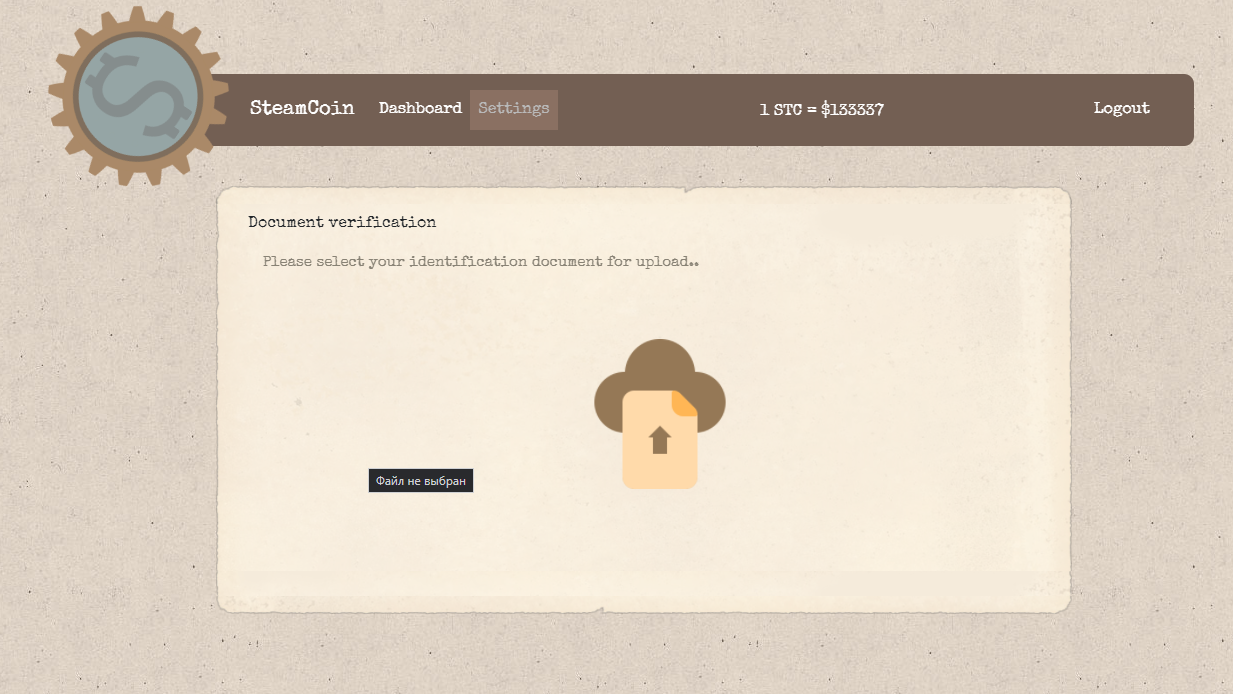 SteamCoin Dashboard Settings 1 STC = $133337 Logout
Document verification
Please select your identification document for upload..
Файл не выбран